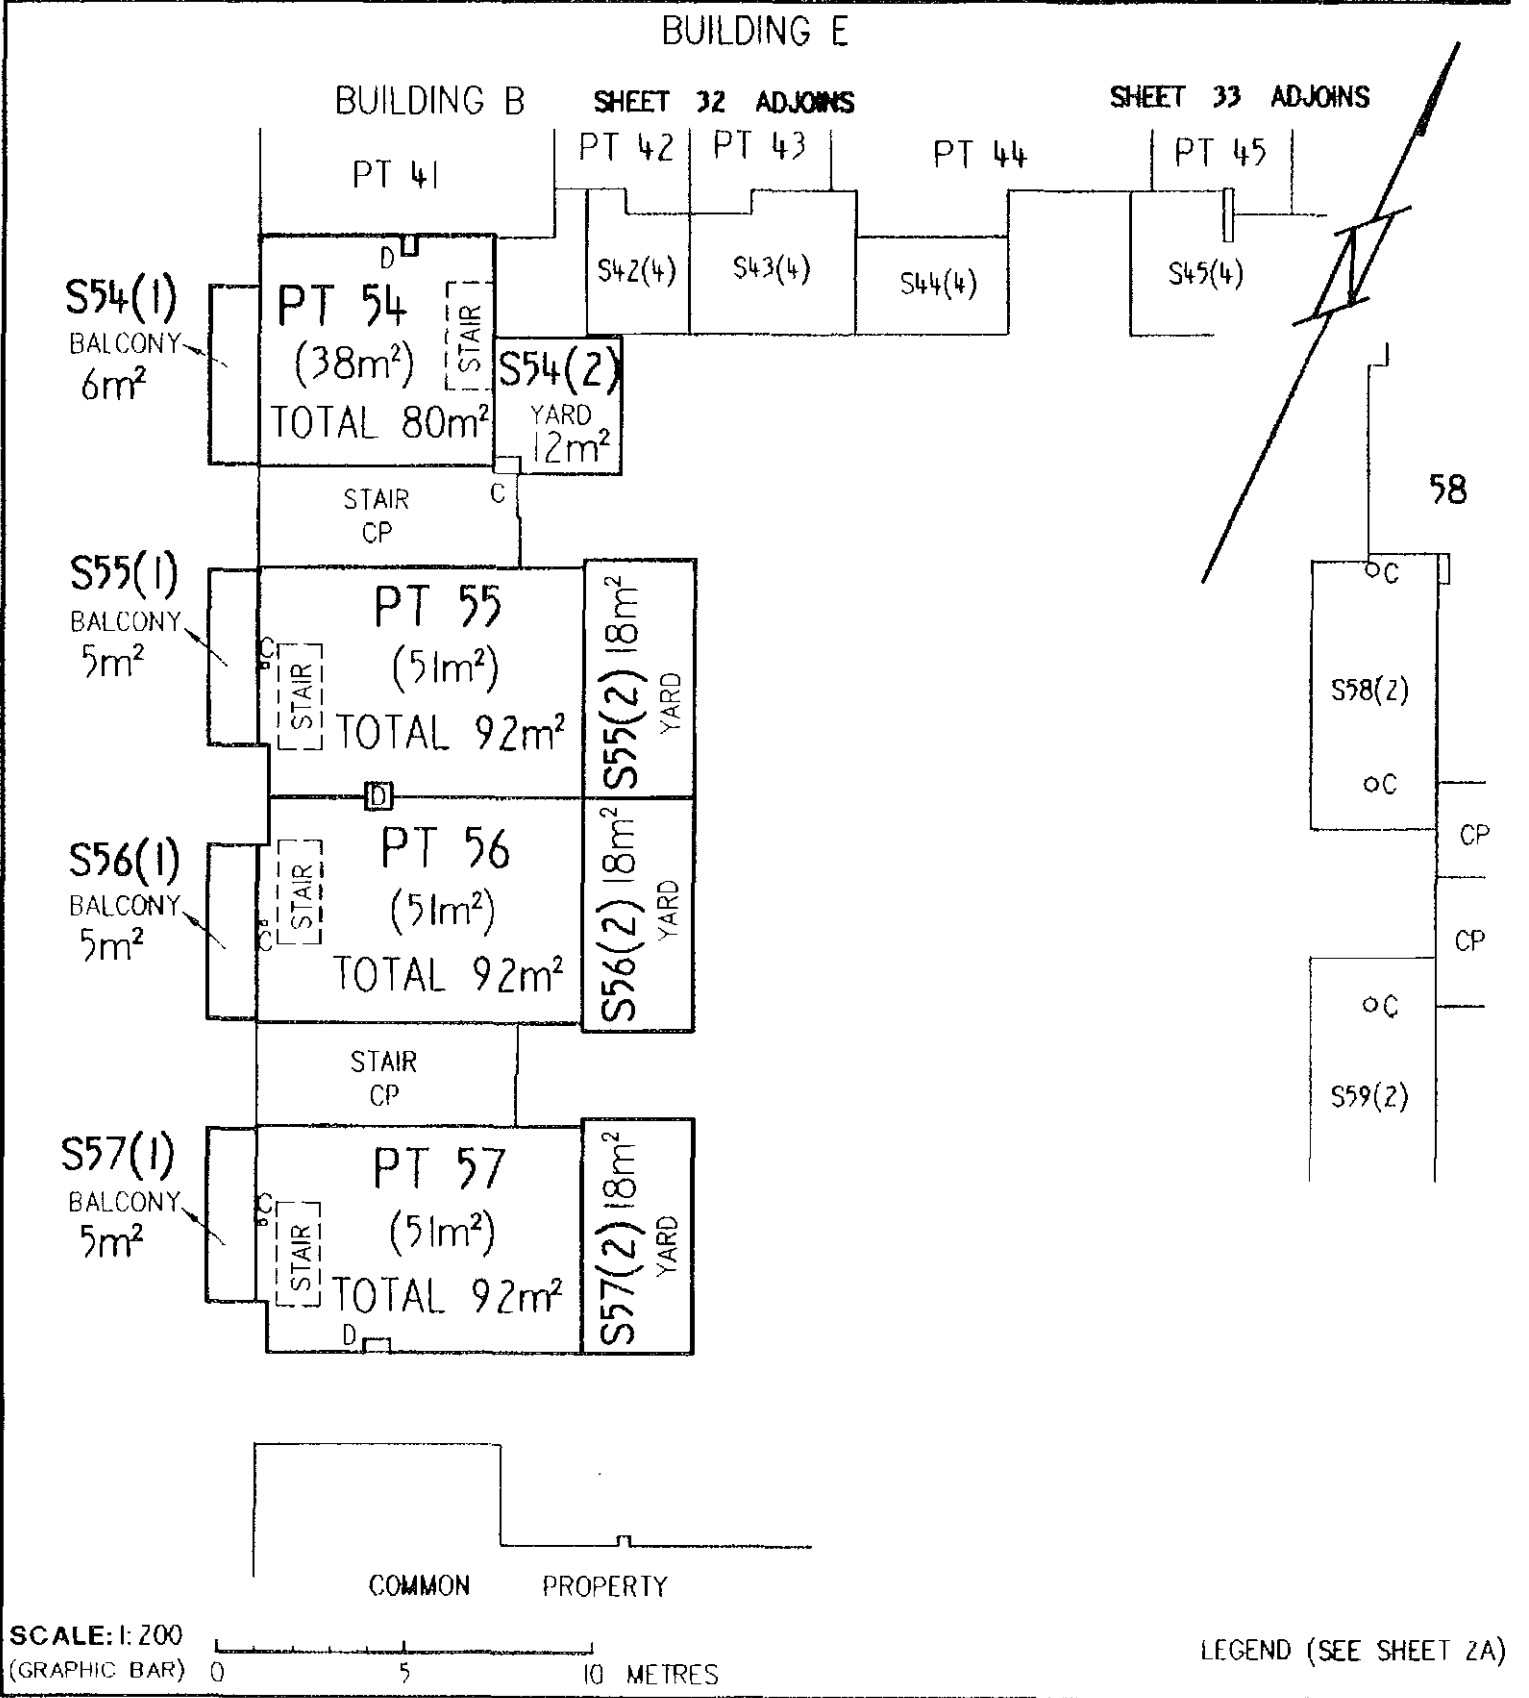 BUILDING E
BUILDING B
SHEET 32 ADJOINS
SHEET 33 ADJOINS
PT 41
PT 42
PT 43
PT 44
PT 45
S42(4)
S43(4)
S44(4)
S45(4)
S54(1)
BALCONY
6m²
D
PT 54
(38m²)
TOTAL 80m²
STAIR
S54(2)
YARD
12m²
C
STAIR
CP
58
S55(1)
BALCONY
5m²
C
STAIR
PT 55
(51m²)
TOTAL 92m²
S55(2) 18m²
YARD
C
S58(2)
C
CP
D
S56(1)
BALCONY
5m²
C
STAIR
PT 56
(51m²)
TOTAL 92m²
S56(2) 18m²
YARD
CP
C
S59(2)
STAIR
CP
S57(1)
BALCONY
5m²
C
STAIR
PT 57
(51m²)
TOTAL 92m²
D
S57(2) 18m²
YARD
COMMON PROPERTY
SCALE: 1:200
(GRAPHIC BAR) 0 5 10 METRES
LEGEND (SEE SHEET 2A)